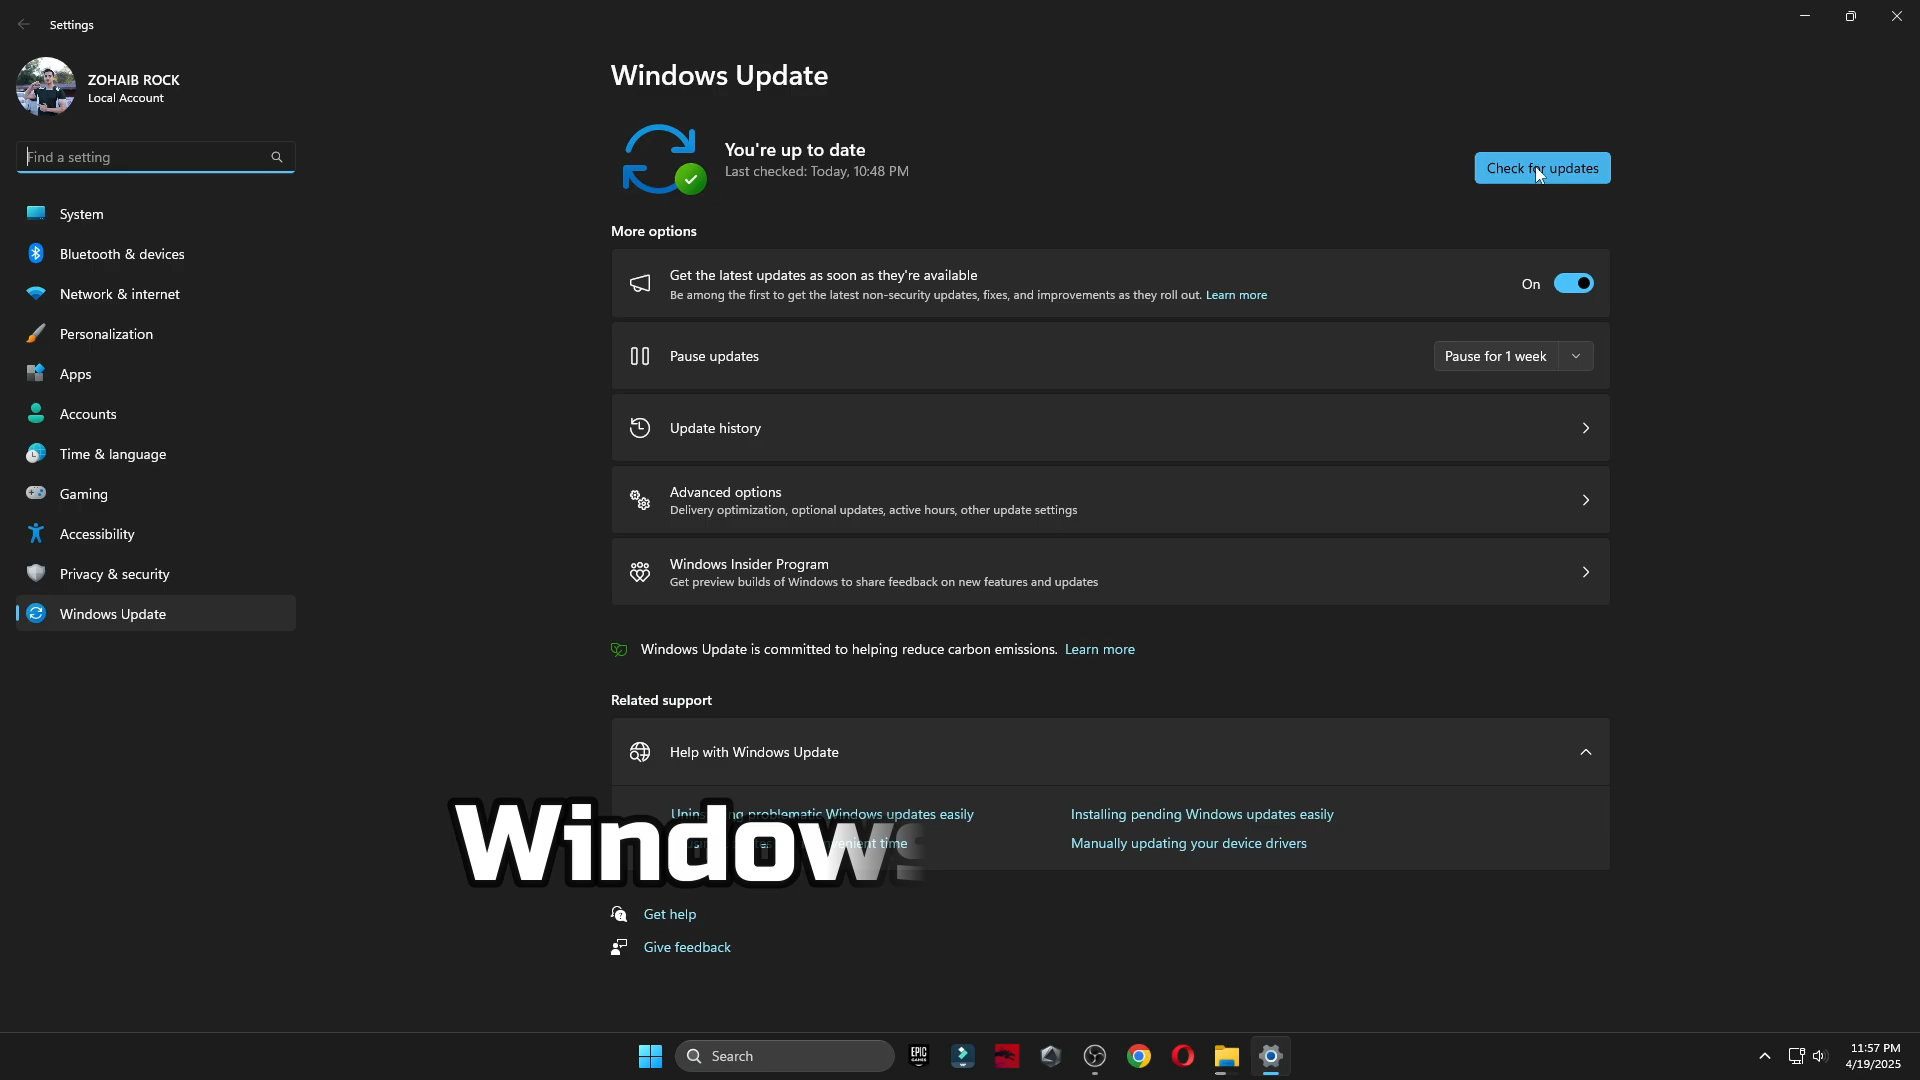 Settings
ZOHAIB ROCK
Local Account
Find a setting
System
Bluetooth & devices
Network & internet
Personalization
Apps
Accounts
Time & language
Gaming
Accessibility
Privacy & security
Windows Update
Windows Update
You're up to date
Last checked: Today, 10:48 PM
Check for updates
More options
Get the latest updates as soon as they're available
Be among the first to get the latest non-security updates, fixes, and improvements as they roll out. Learn more
On
Pause updates
Pause for 1 week
Update history
Advanced options
Delivery optimization, optional updates, active hours, other update settings
Windows Insider Program
Get preview builds of Windows to share feedback on new features and updates
Windows Update is committed to helping reduce carbon emissions. Learn more
Related support
Help with Windows Update
problematic Windows updates easily
Installing pending Windows updates easily
time
Manually updating your device drivers
Windows
Get help
Give feedback
Search
EPIC GAMES
11:57 PM
4/19/2025